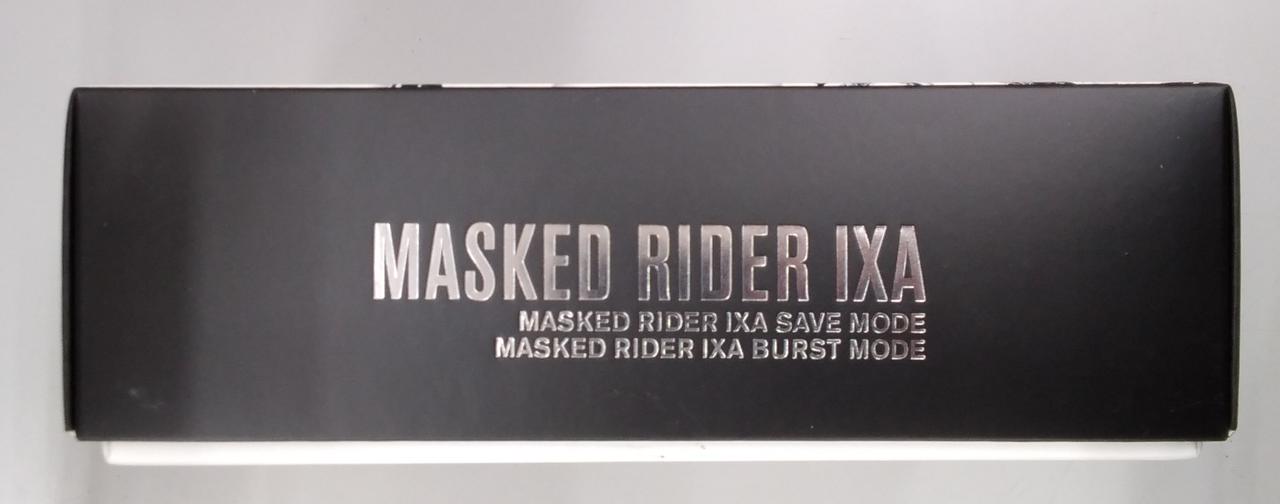 MASKED RIDER IXA
MASKED RIDER IXA SAVE MODE
MASKED RIDER IXA BURST MODE